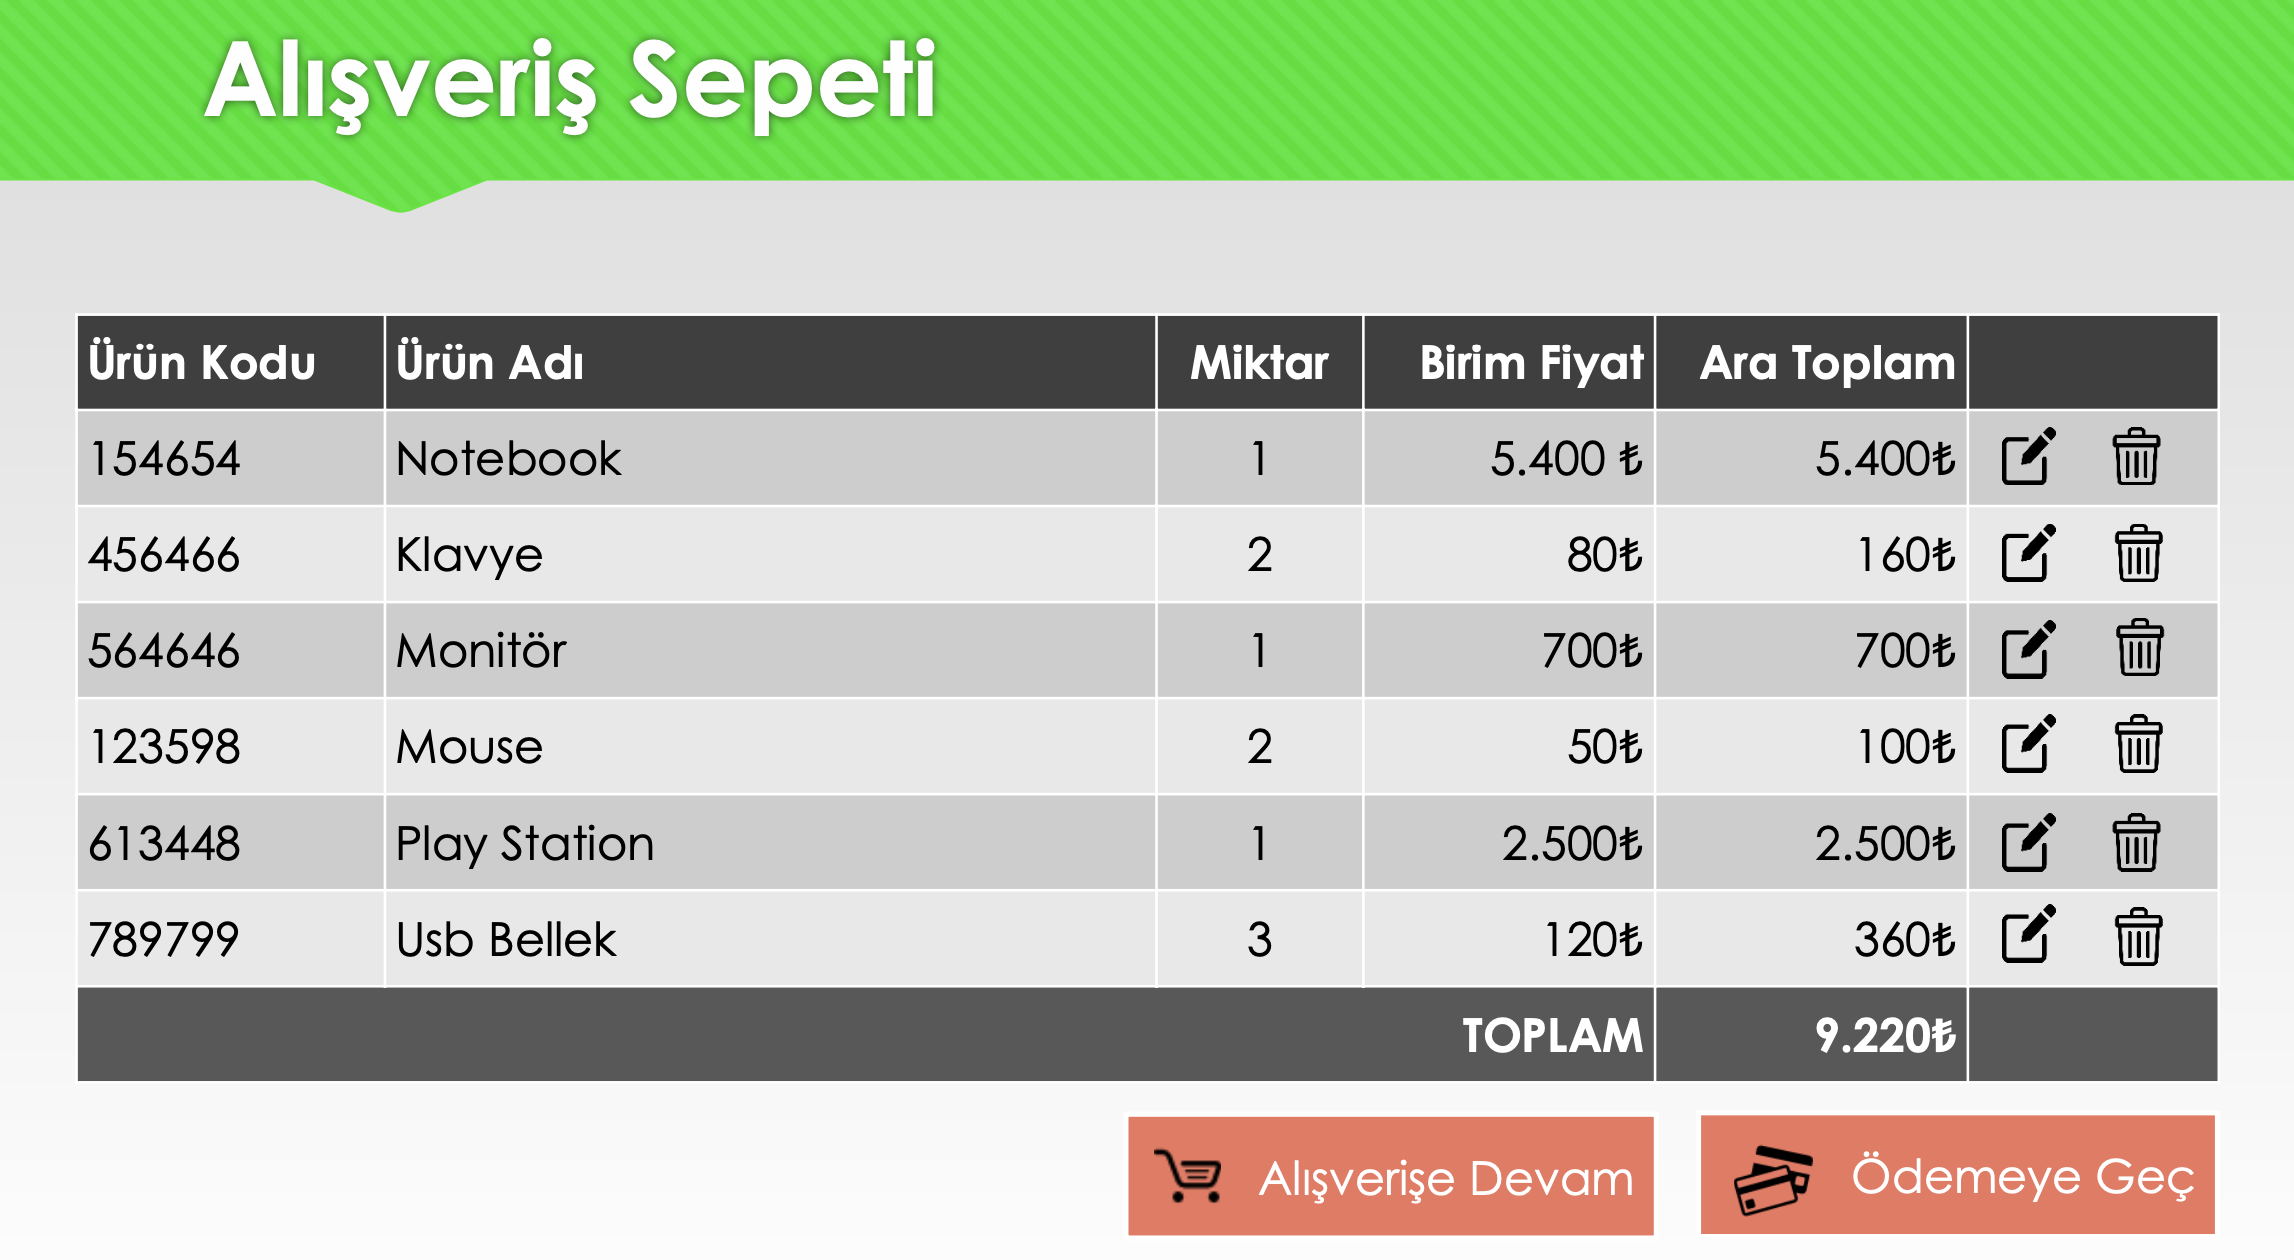 Alışveriş Sepeti
Ürün Kodu Ürün Adı Miktar Birim Fiyat Ara Toplam
154654 Notebook 1 5.400 ₺ 5.400₺
456466 Klavye 2 80₺ 160₺
564646 Monitör 1 700₺ 700₺
123598 Mouse 2 50₺ 100₺
613448 Play Station 1 2.500₺ 2.500₺
789799 Usb Bellek 3 120₺ 360₺
TOPLAM 9.220₺
Alışverişe Devam Ödemeye Geç